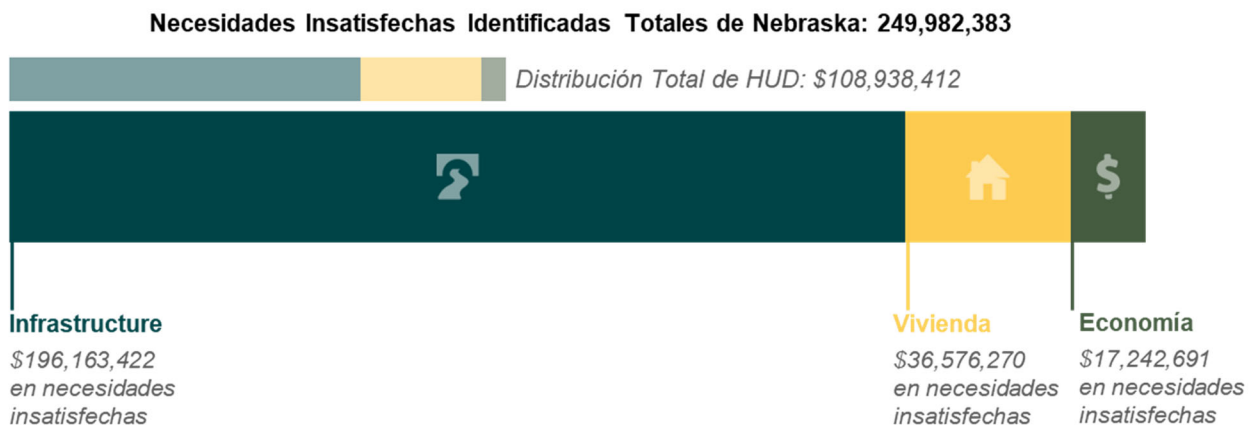 Necesidades Insatisfechas Identificadas Totales de Nebraska: 249,982,383
Distribución Total de HUD: $108,938,412
$
Infrastructure
$196,163,422
en necesidades
insatisfechas
Vivienda
$36,576,270
en necesidades
insatisfechas
Economía
$17,242,691
en necesidades
insatisfechas